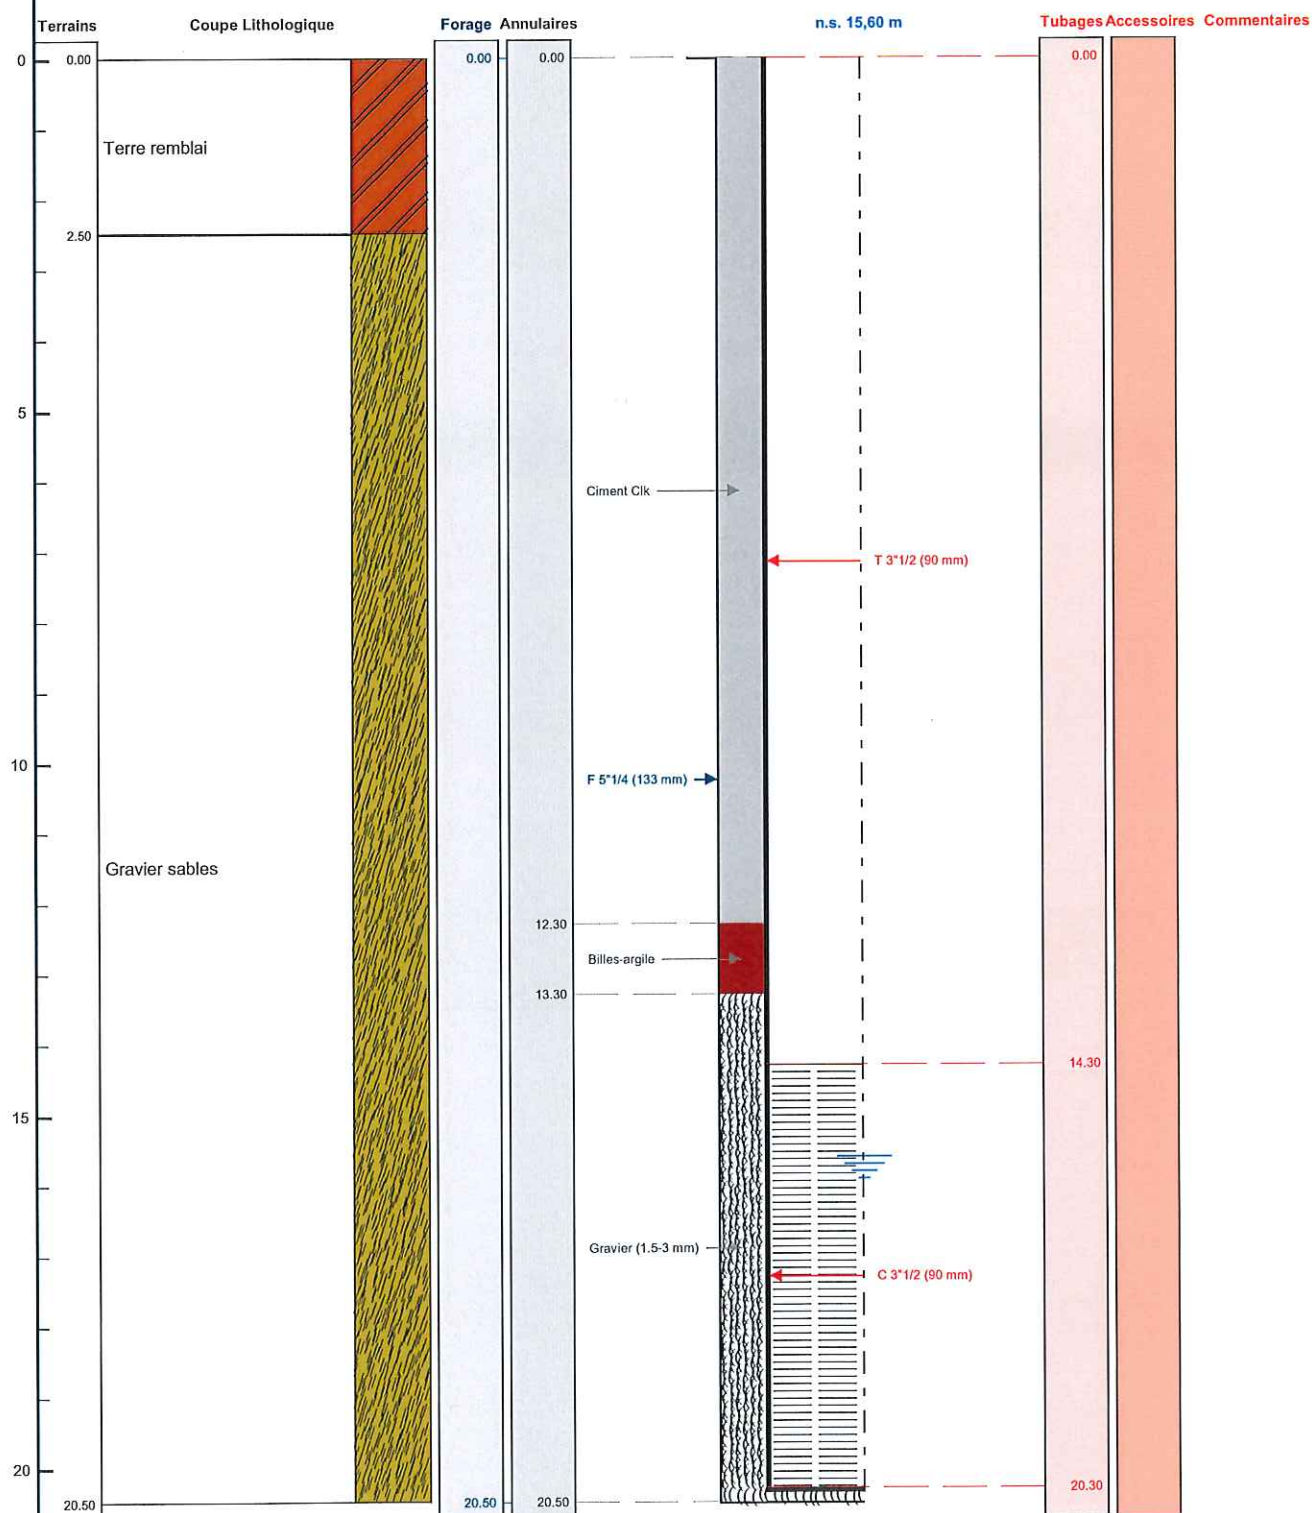 Terrains Coupe Lithologique Forage Annulaires n.s. 15,60 m Tubages Accessoires Commentaires
0 0.00 0.00 0.00 0.00
Terre remblai
2.50
5
Ciment Clk
T 3"1/2 (90 mm)
10
F 5"1/4 (133 mm)
Gravier sables
12.30
Billes-argile
13.30
14.30
15
Gravier (1.5-3 mm)
C 3"1/2 (90 mm)
20
20.30
20.50 20.50 20.50